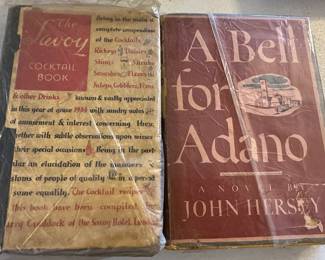 The
Savoy
COCKTAIL
BOOK
Being in the main a
complete compendium
of the Cocktails
Rickeys Daisies
Slings Shrubs
Smashes Fizzes
Juleps Cobblers, Fixes
& other Drinks known & vastly appreciated
in this year of grace 1930 with sundry notes
of amusement & interest concerning them
together with subtle observations upon wines
their special occasions Being in the part
an elucidation of the manners
customs of people of quality in a period
some equality. The Cocktail recipes
this book have been compiled
Harry Craddock of the Savoy Hotel, London
A Bell
for
Adano
A NOVEL BY
JOHN HERSEY